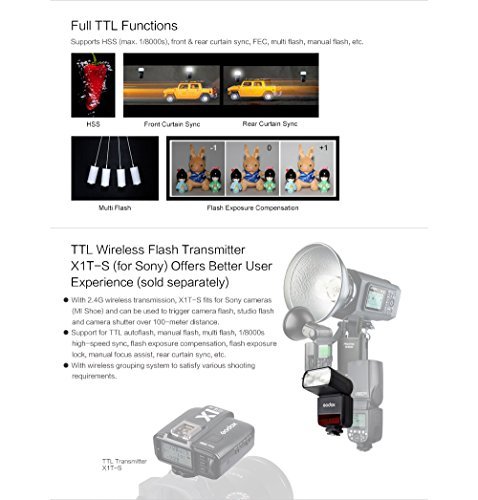 Full TTL Functions
Supports HSS (max. 1/8000s), front & rear curtain sync, FEC, multi flash, manual flash, etc.
HSS
Front Curtain Sync
Rear Curtain Sync
-1
0
+1
Multi Flash
Flash Exposure Compensation
TTL Wireless Flash Transmitter
X1T-S (for Sony) Offers Better User
Experience (sold separately)
With 2.4G wireless transmission, X1T-S fits for Sony cameras
(MI Shoe) and can be used to trigger camera flash, studio flash
and camera shutter over 100-meter distance.
Support for TTL autoflash, manual flash, multi flash, 1/8000s
high-speed sync, flash exposure compensation, flash exposure
lock, manual focus assist, rear curtain sync, etc.
With wireless grouping system to satisfy various shooting
requirements.
Godox
X1
TTL Transmitter
X1T-S